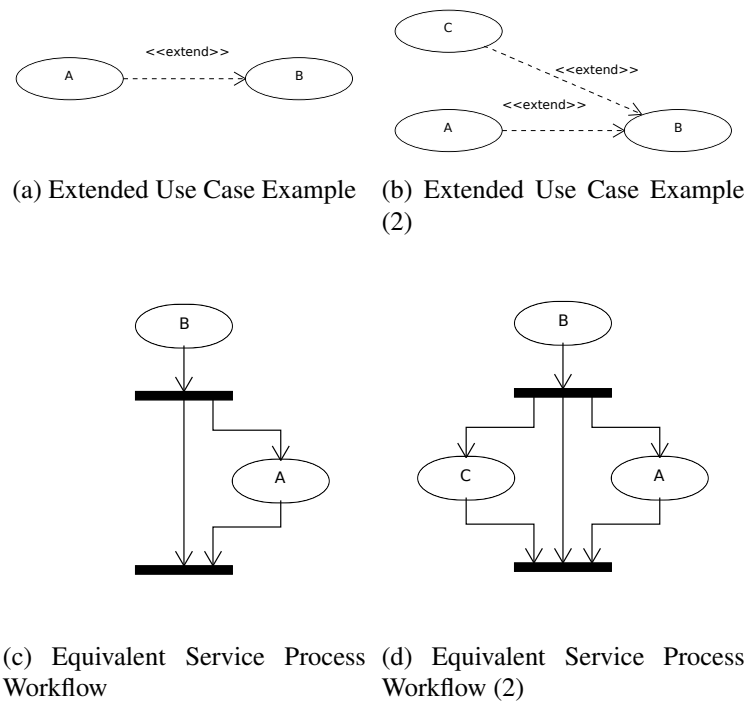 <<extend>>
A
B
C
<<extend>>
<<extend>>
A
B
(a) Extended Use Case Example
(b) Extended Use Case Example
(2)
B
A
B
C
A
(c) Equivalent Service Process
Workflow
(d) Equivalent Service Process
Workflow (2)